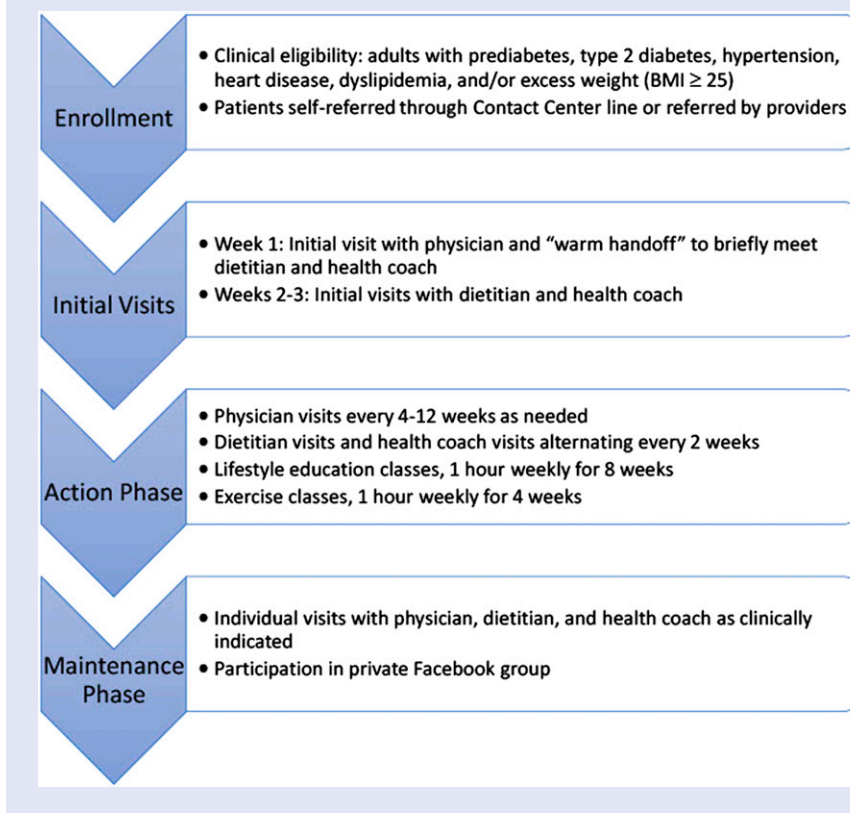 Enrollment
• Clinical eligibility: adults with prediabetes, type 2 diabetes, hypertension,
heart disease, dyslipidemia, and/or excess weight (BMI ≥ 25)
• Patients self-referred through Contact Center line or referred by providers
Initial Visits
• Week 1: Initial visit with physician and “warm handoff” to briefly meet
dietitian and health coach
• Weeks 2-3: Initial visits with dietitian and health coach
Action Phase
• Physician visits every 4-12 weeks as needed
• Dietitian visits and health coach visits alternating every 2 weeks
• Lifestyle education classes, 1 hour weekly for 8 weeks
• Exercise classes, 1 hour weekly for 4 weeks
Maintenance
Phase
• Individual visits with physician, dietitian, and health coach as clinically
indicated
• Participation in private Facebook group